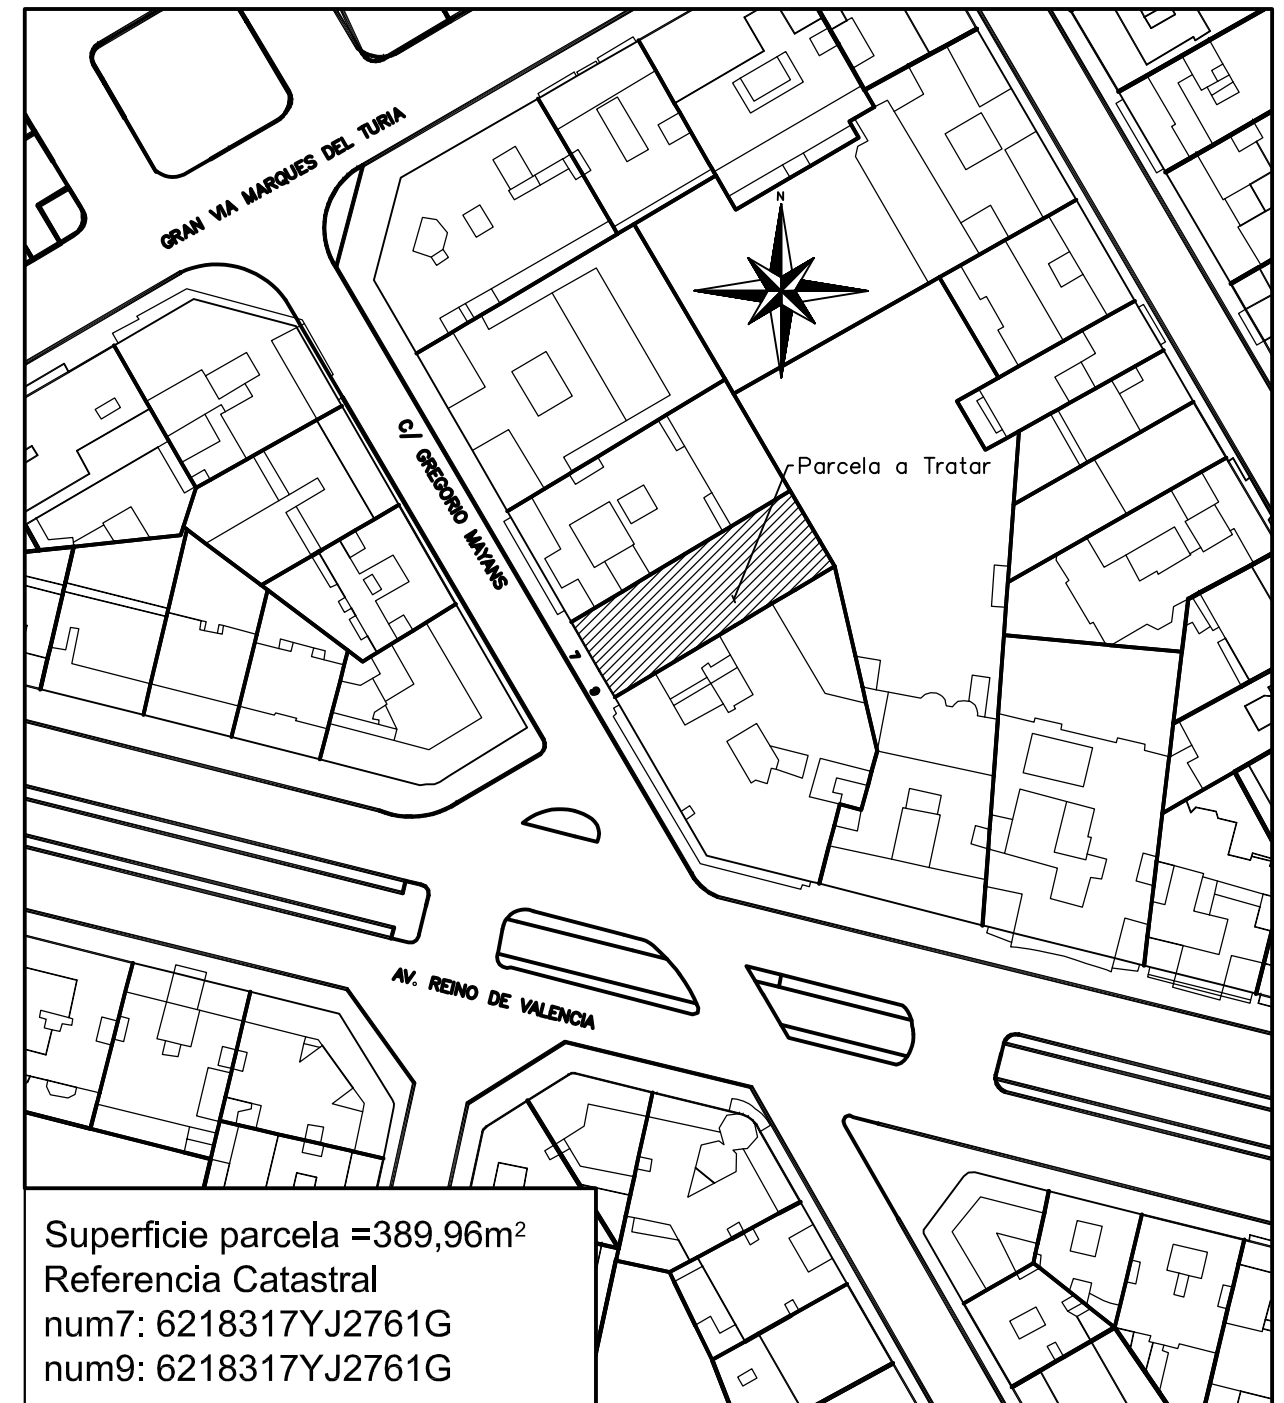 GRAN VIA MARQUES DEL TURIA
N
C/ GREGORIO MAYANS
Parcela a Tratar
7
9
AV. REINO DE VALENCIA
Superficie parcela =389,96m²
Referencia Catastral
num7: 6218317YJ2761G
num9: 6218317YJ2761G